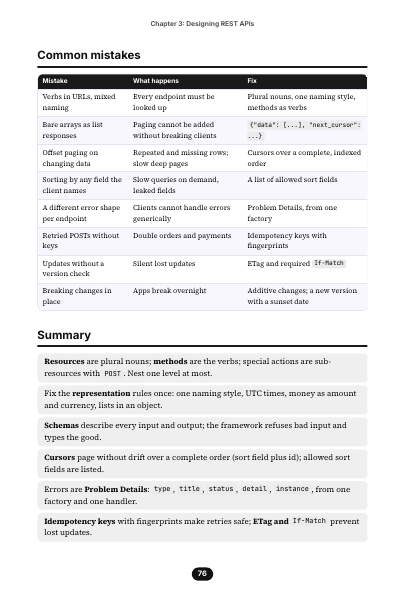 Chapter 3: Designing REST APIs
Common mistakes
Mistake What happens Fix
Verbs in URLs, mixed naming Every endpoint must be looked up Plural nouns, one naming style, methods as verbs
Bare arrays as list responses Paging cannot be added without breaking clients {"data": [...], "next_cursor": ...}
Offset paging on changing data Repeated and missing rows; slow deep pages Cursors over a complete, indexed order
Sorting by any field the client names Slow queries on demand, leaked fields A list of allowed sort fields
A different error shape per endpoint Clients cannot handle errors generically Problem Details, from one factory
Retried POSTs without keys Double orders and payments Idempotency keys with fingerprints
Updates without a version check Silent lost updates ETag and required If-Match
Breaking changes in place Apps break overnight Additive changes; a new version with a sunset date
Summary
Resources are plural nouns; methods are the verbs; special actions are sub-
resources with POST. Nest one level at most.
Fix the representation rules once: one naming style, UTC times, money as amount
and currency, lists in an object.
Schemas describe every input and output; the framework refuses bad input and
types the good.
Cursors page without drift over a complete order (sort field plus id); allowed sort
fields are listed.
Errors are Problem Details: type, title, status, detail, instance, from one
factory and one handler.
Idempotency keys with fingerprints make retries safe; ETag and If-Match prevent
lost updates.
76